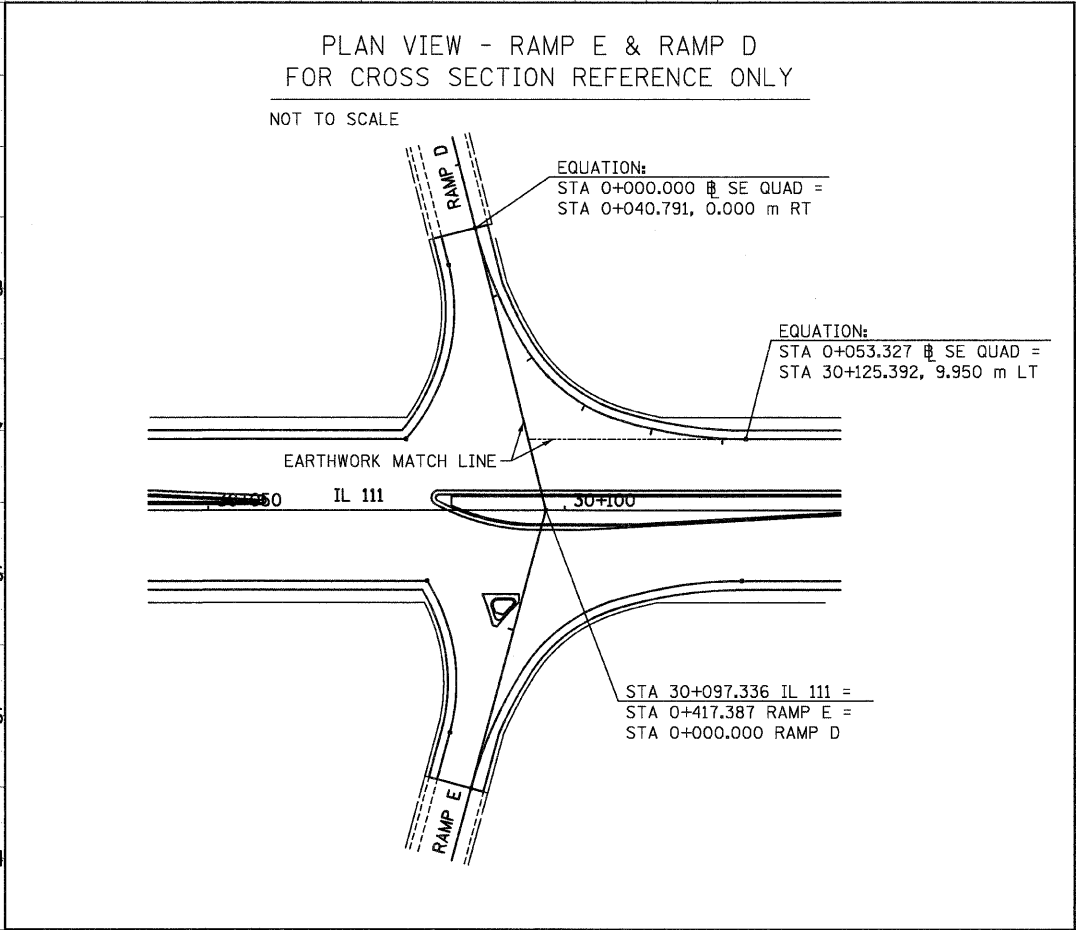 PLAN VIEW - RAMP E & RAMP D
FOR CROSS SECTION REFERENCE ONLY
NOT TO SCALE
RAMP D
EQUATION:
STA 0+000.000 ⅊ SE QUAD =
STA 0+040.791, 0.000 m RT
EQUATION:
STA 0+053.327 ⅊ SE QUAD =
STA 30+125.392, 9.950 m LT
EARTHWORK MATCH LINE
30+050
IL 111
30+100
STA 30+097.336 IL 111 =
STA 0+417.387 RAMP E =
STA 0+000.000 RAMP D
RAMP E